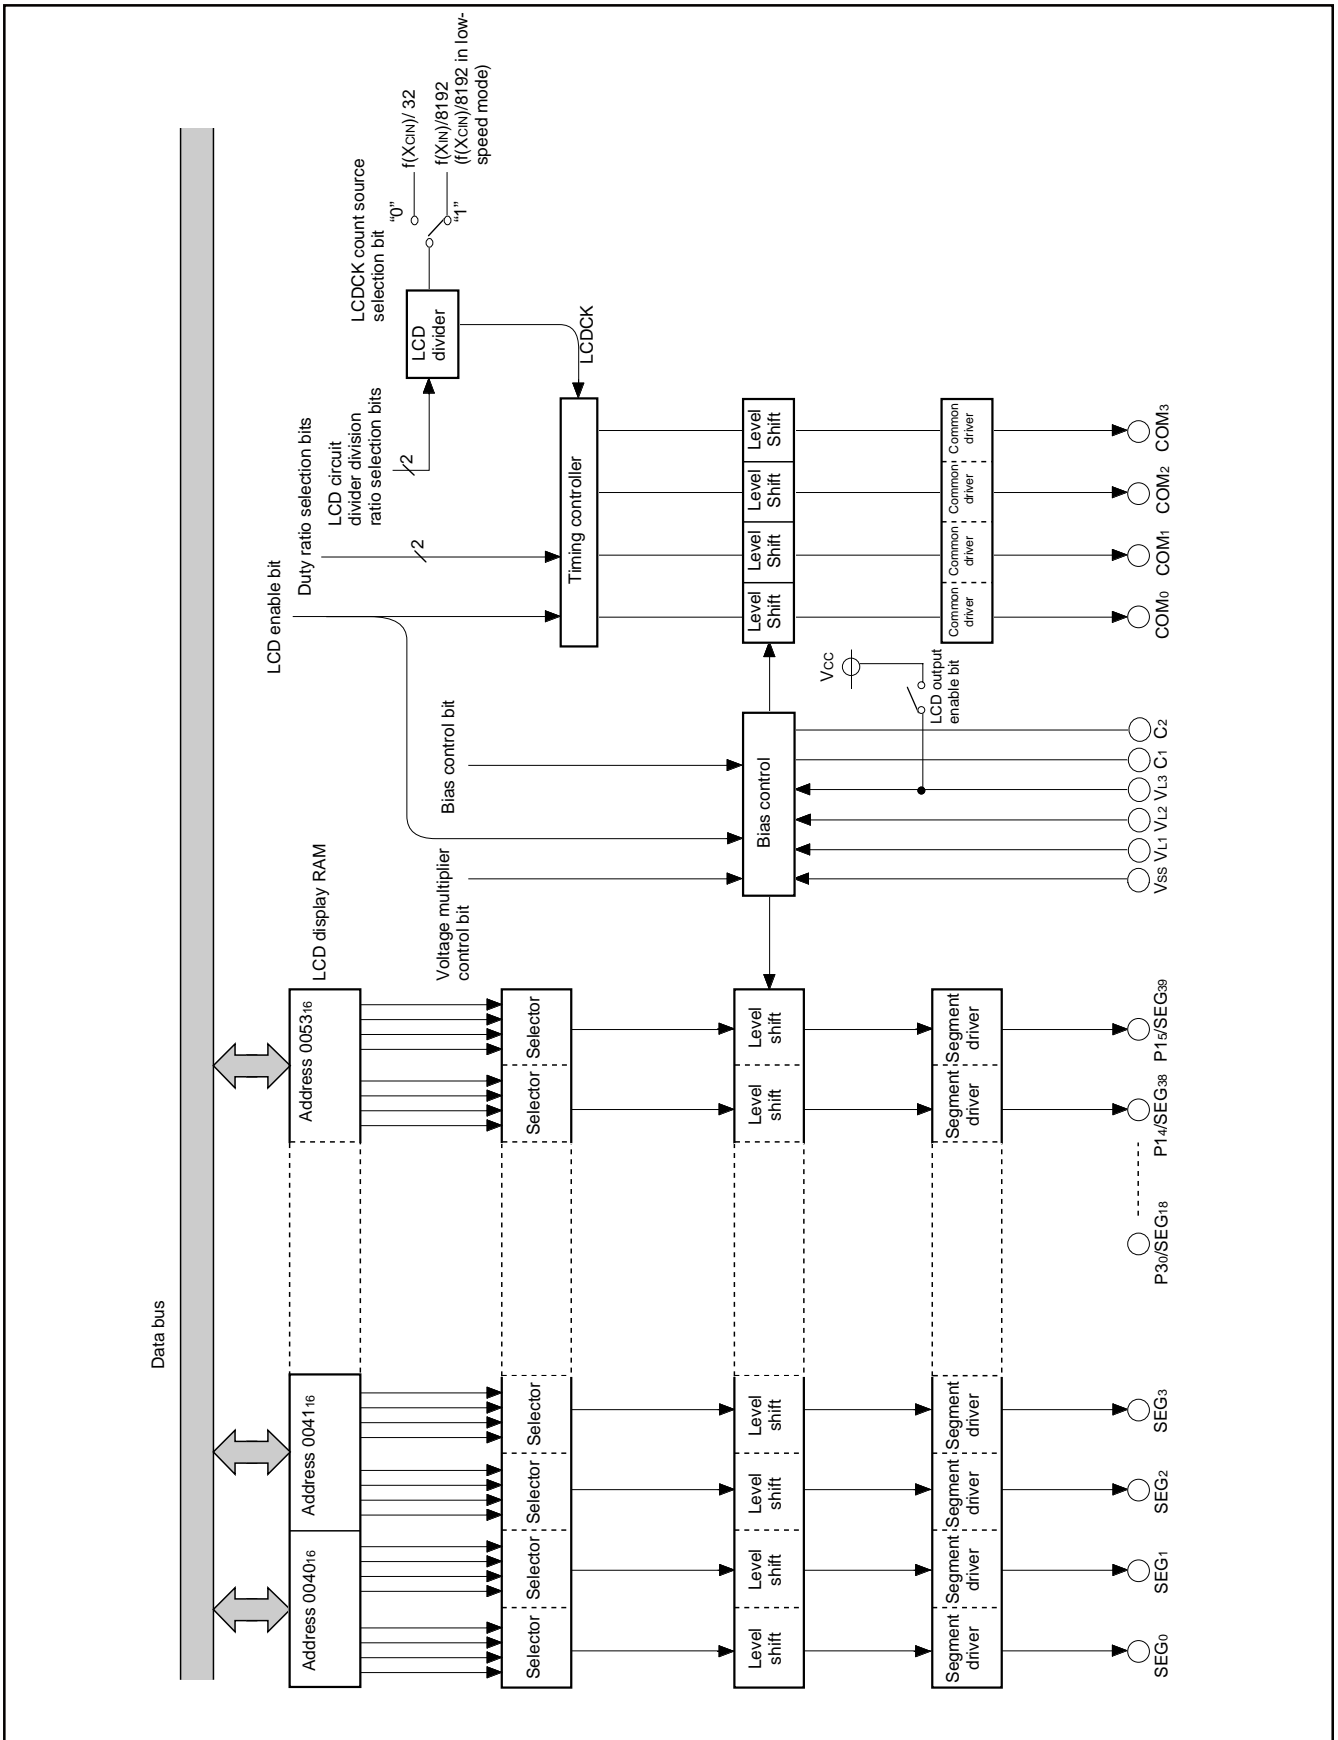 Data bus
Address 004016
Address 004116
Address 005316
LCD display RAM
LCD enable bit
Duty ratio selection bits
LCD circuit
divider division
ratio selection bits
2
2
LCDCK count source
selection bit
"0"
"1"
f(XCIN)/ 32
f(XIN)/8192
(f(XCIN)/8192 in low-
speed mode)
LCD
divider
LCDCK
Voltage multiplier
control bit
Bias control bit
Selector
Selector
Selector
Selector
Selector
Selector
Timing controller
Level
shift
Level
shift
Level
shift
Level
shift
Level
shift
Level
shift
Bias control
Level
Shift
Level
Shift
Level
Shift
Level
Shift
VCC
LCD output
enable bit
Segment
driver
Segment
driver
Segment
driver
Segment
driver
Segment
driver
Segment
driver
Common
driver
Common
driver
Common
driver
Common
driver
SEG0
SEG1
SEG2
SEG3
P30/SEG18
P14/SEG38
P15/SEG39
VSS
VL1
VL2
VL3
C1
C2
COM0
COM1
COM2
COM3